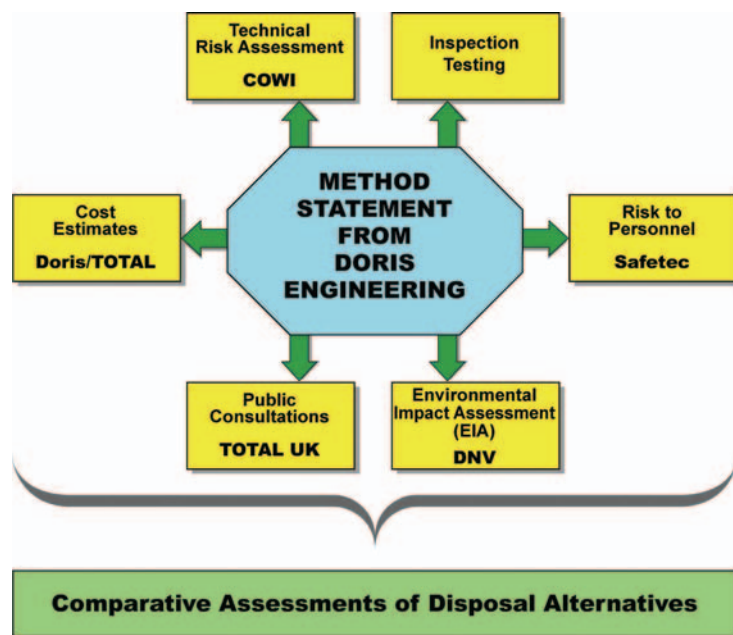 Technical
Risk Assessment
COWI
Inspection
Testing
METHOD
STATEMENT
FROM
DORIS
ENGINEERING
Cost
Estimates
Doris/TOTAL
Risk to
Personnel
Safetec
Public
Consultations
TOTAL UK
Environmental
Impact Assessment
(EIA)
DNV
Comparative Assessments of Disposal Alternatives